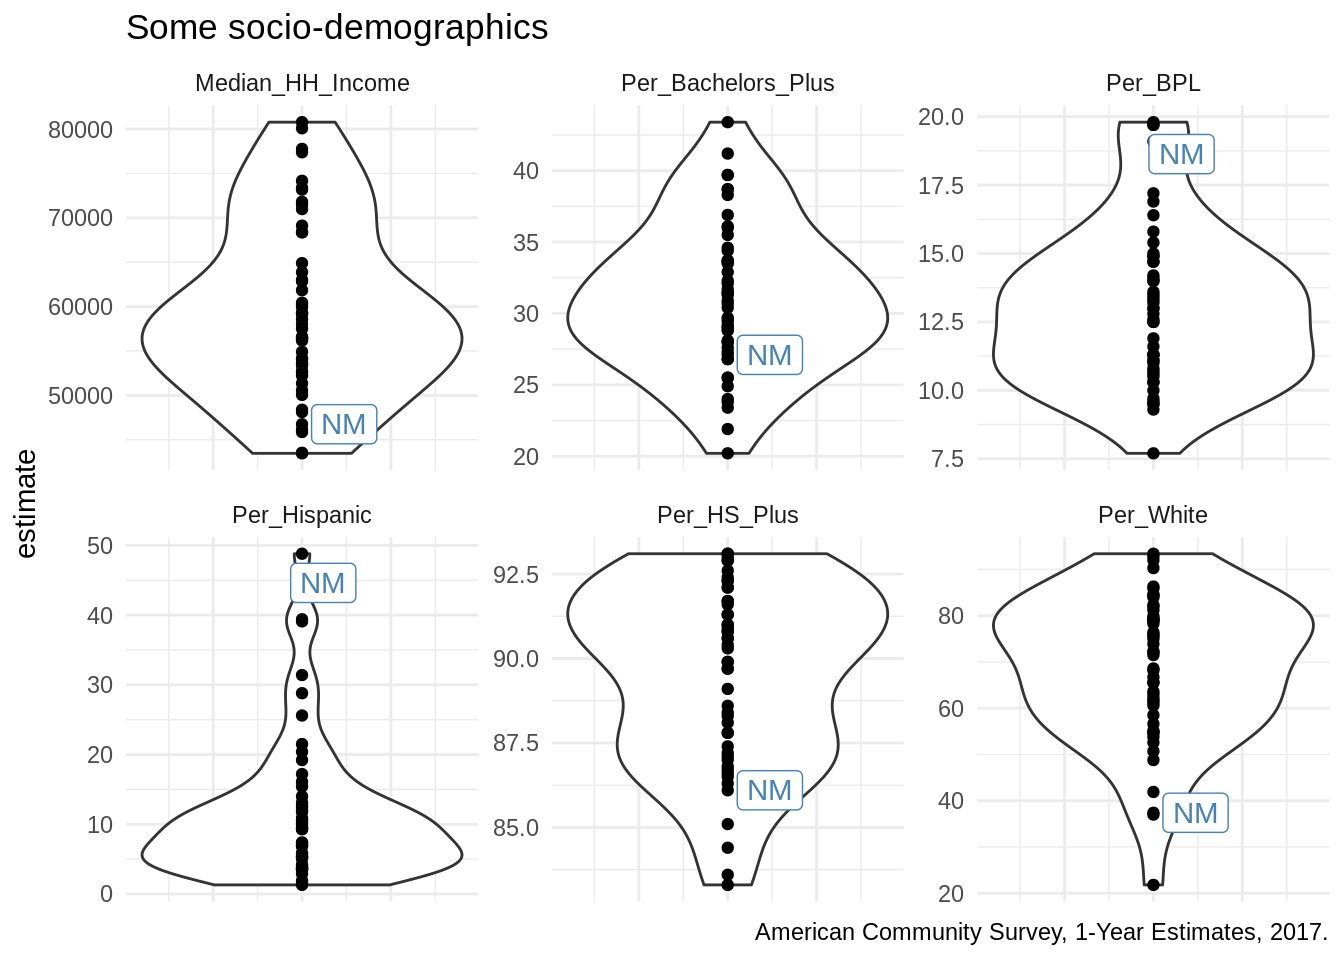 Some socio-demographics
Median_HH_Income
Per_Bachelors_Plus
Per_BPL
80000
70000
60000
50000
NM
40
35
30
25
20
NM
20.0
17.5
15.0
12.5
10.0
7.5
NM
estimate
Per_Hispanic
Per_HS_Plus
Per_White
50
40
30
20
10
0
NM
92.5
90.0
87.5
85.0
NM
80
60
40
20
NM
American Community Survey, 1-Year Estimates, 2017.